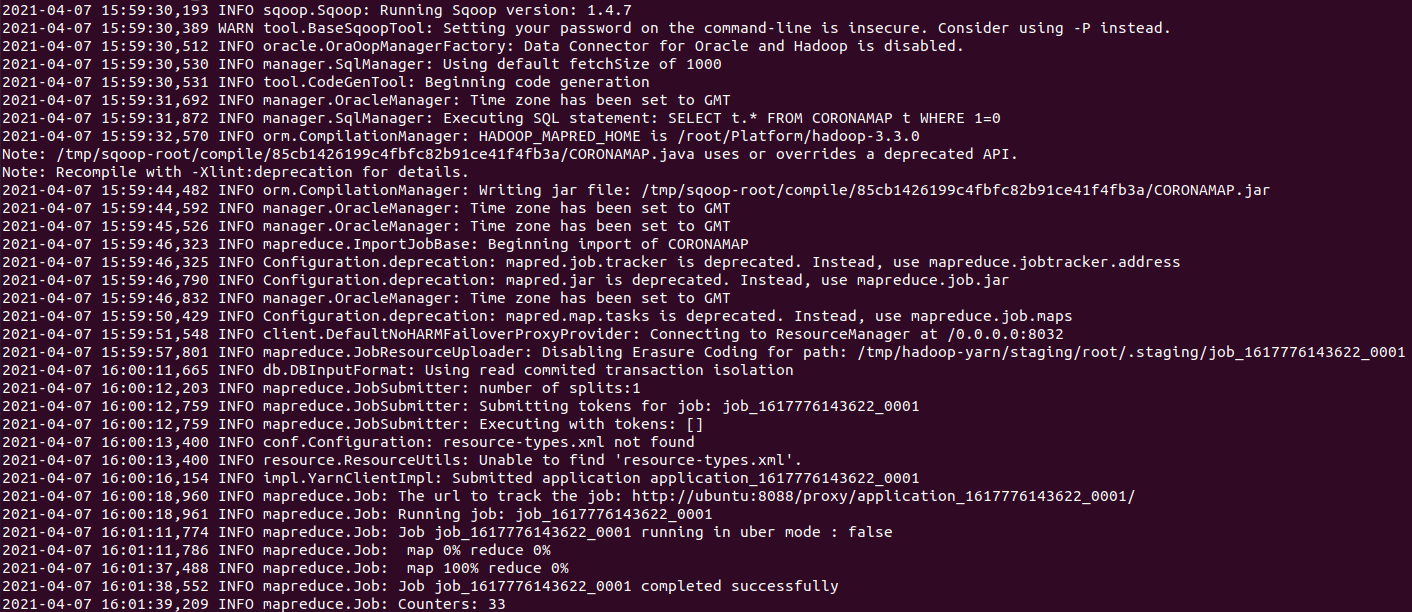 2021-04-07 15:59:30,193 INFO sqoop.Sqoop: Running Sqoop version: 1.4.7
2021-04-07 15:59:30,389 WARN tool.BaseSqoopTool: Setting your password on the command-line is insecure. Consider using -P instead.
2021-04-07 15:59:30,512 INFO oracle.OraOopManagerFactory: Data Connector for Oracle and Hadoop is disabled.
2021-04-07 15:59:30,530 INFO manager.SqlManager: Using default fetchSize of 1000
2021-04-07 15:59:30,531 INFO tool.CodeGenTool: Beginning code generation
2021-04-07 15:59:31,692 INFO manager.OracleManager: Time zone has been set to GMT
2021-04-07 15:59:31,872 INFO manager.SqlManager: Executing SQL statement: SELECT t.* FROM CORONAMAP t WHERE 1=0
2021-04-07 15:59:32,570 INFO orm.CompilationManager: HADOOP_MAPRED_HOME is /root/Platform/hadoop-3.3.0
Note: /tmp/sqoop-root/compile/85cb1426199c4fbfc82b91ce41f4fb3a/CORONAMAP.java uses or overrides a deprecated API.
Note: Recompile with -Xlint:deprecation for details.
2021-04-07 15:59:44,482 INFO orm.CompilationManager: Writing jar file: /tmp/sqoop-root/compile/85cb1426199c4fbfc82b91ce41f4fb3a/CORONAMAP.jar
2021-04-07 15:59:44,592 INFO manager.OracleManager: Time zone has been set to GMT
2021-04-07 15:59:45,526 INFO manager.OracleManager: Time zone has been set to GMT
2021-04-07 15:59:46,323 INFO mapreduce.ImportJobBase: Beginning import of CORONAMAP
2021-04-07 15:59:46,325 INFO Configuration.deprecation: mapred.job.tracker is deprecated. Instead, use mapreduce.jobtracker.address
2021-04-07 15:59:46,790 INFO Configuration.deprecation: mapred.jar is deprecated. Instead, use mapreduce.job.jar
2021-04-07 15:59:46,832 INFO manager.OracleManager: Time zone has been set to GMT
2021-04-07 15:59:50,429 INFO Configuration.deprecation: mapred.map.tasks is deprecated. Instead, use mapreduce.job.maps
2021-04-07 15:59:51,548 INFO client.DefaultNoHARMFailoverProxyProvider: Connecting to ResourceManager at /0.0.0.0:8032
2021-04-07 15:59:57,801 INFO mapreduce.JobResourceUploader: Disabling Erasure Coding for path: /tmp/hadoop-yarn/staging/root/.staging/job_1617776143622_0001
2021-04-07 16:00:11,665 INFO db.DBInputFormat: Using read commited transaction isolation
2021-04-07 16:00:12,203 INFO mapreduce.JobSubmitter: number of splits:1
2021-04-07 16:00:12,759 INFO mapreduce.JobSubmitter: Submitting tokens for job: job_1617776143622_0001
2021-04-07 16:00:12,759 INFO mapreduce.JobSubmitter: Executing with tokens: []
2021-04-07 16:00:13,400 INFO conf.Configuration: resource-types.xml not found
2021-04-07 16:00:13,400 INFO resource.ResourceUtils: Unable to find 'resource-types.xml'.
2021-04-07 16:00:16,154 INFO impl.YarnClientImpl: Submitted application application_1617776143622_0001
2021-04-07 16:00:18,960 INFO mapreduce.Job: The url to track the job: http://ubuntu:8088/proxy/application_1617776143622_0001/
2021-04-07 16:00:18,961 INFO mapreduce.Job: Running job: job_1617776143622_0001
2021-04-07 16:01:11,774 INFO mapreduce.Job: Job job_1617776143622_0001 running in uber mode : false
2021-04-07 16:01:11,786 INFO mapreduce.Job:  map 0% reduce 0%
2021-04-07 16:01:37,488 INFO mapreduce.Job:  map 100% reduce 0%
2021-04-07 16:01:38,552 INFO mapreduce.Job: Job job_1617776143622_0001 completed successfully
2021-04-07 16:01:39,209 INFO mapreduce.Job: Counters: 33